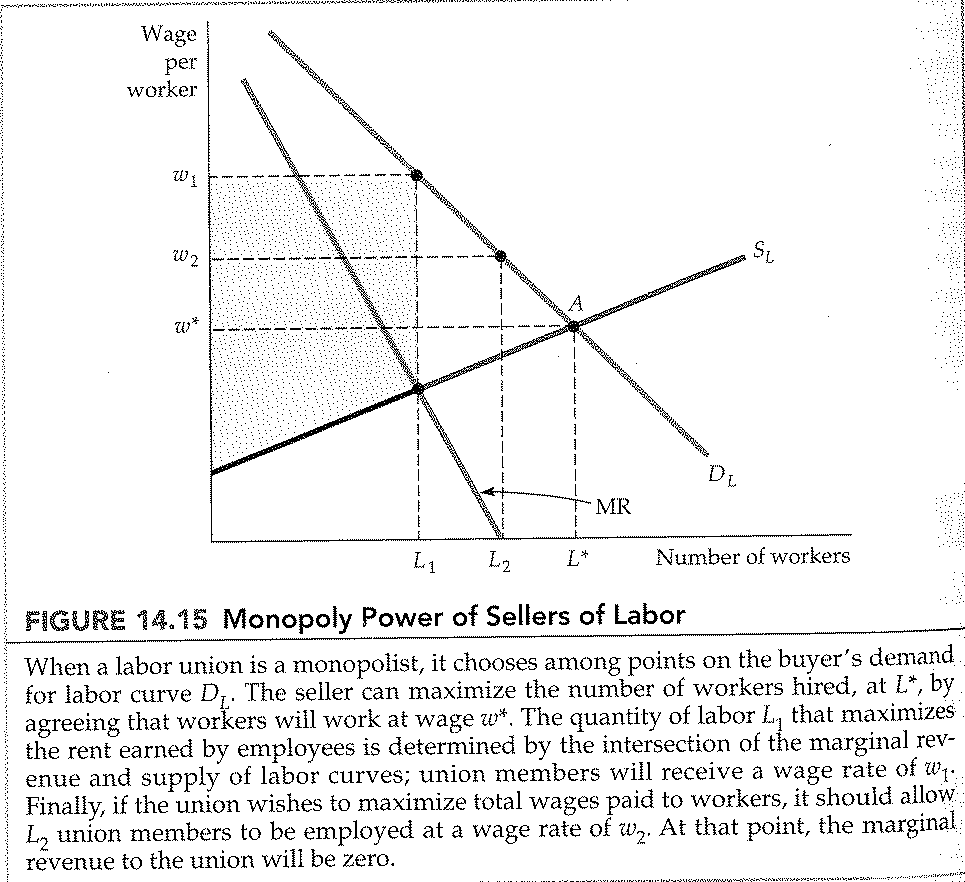 Wage
per
worker
w₁
w₂
w*
A
S_L
D_L
MR
L₁ L₂ L* Number of workers
FIGURE 14.15 Monopoly Power of Sellers of Labor
When a labor union is a monopolist, it chooses among points on the buyer's demand
for labor curve D_L. The seller can maximize the number of workers hired, at L*, by
agreeing that workers will work at wage w*. The quantity of labor L₁ that maximizes
the rent earned by employees is determined by the intersection of the marginal rev-
enue and supply of labor curves; union members will receive a wage rate of w₁.
Finally, if the union wishes to maximize total wages paid to workers, it should allow
L₂ union members to be employed at a wage rate of w₂. At that point, the marginal
revenue to the union will be zero.